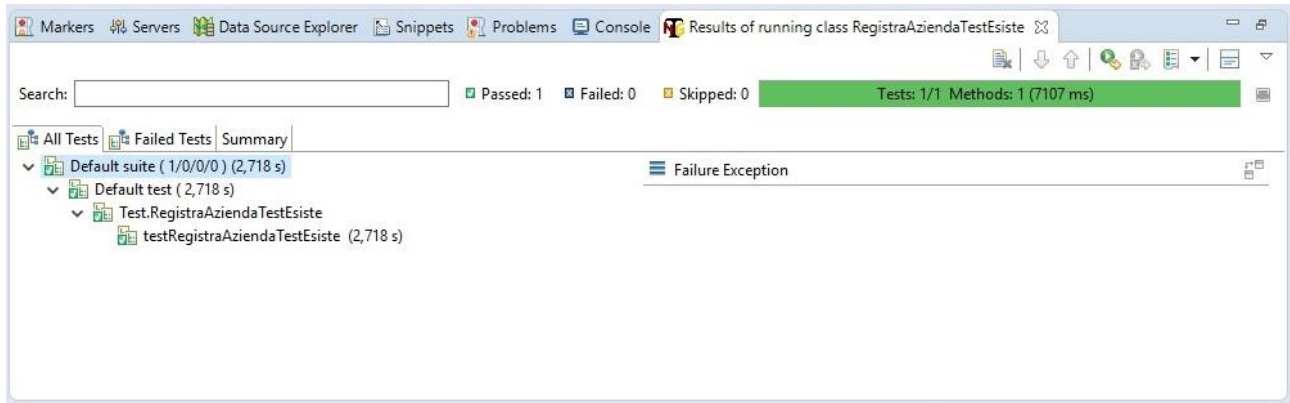 Markers Servers Data Source Explorer Snippets Problems Console Results of running class RegistraAziendaTestEsiste
Search: Passed: 1 Failed: 0 Skipped: 0 Tests: 1/1 Methods: 1 (7107 ms)
All Tests Failed Tests Summary
Default suite ( 1/0/0/0 ) (2,718 s) Failure Exception
Default test ( 2,718 s)
Test.RegistraAziendaTestEsiste
testRegistraAziendaTestEsiste (2,718 s)